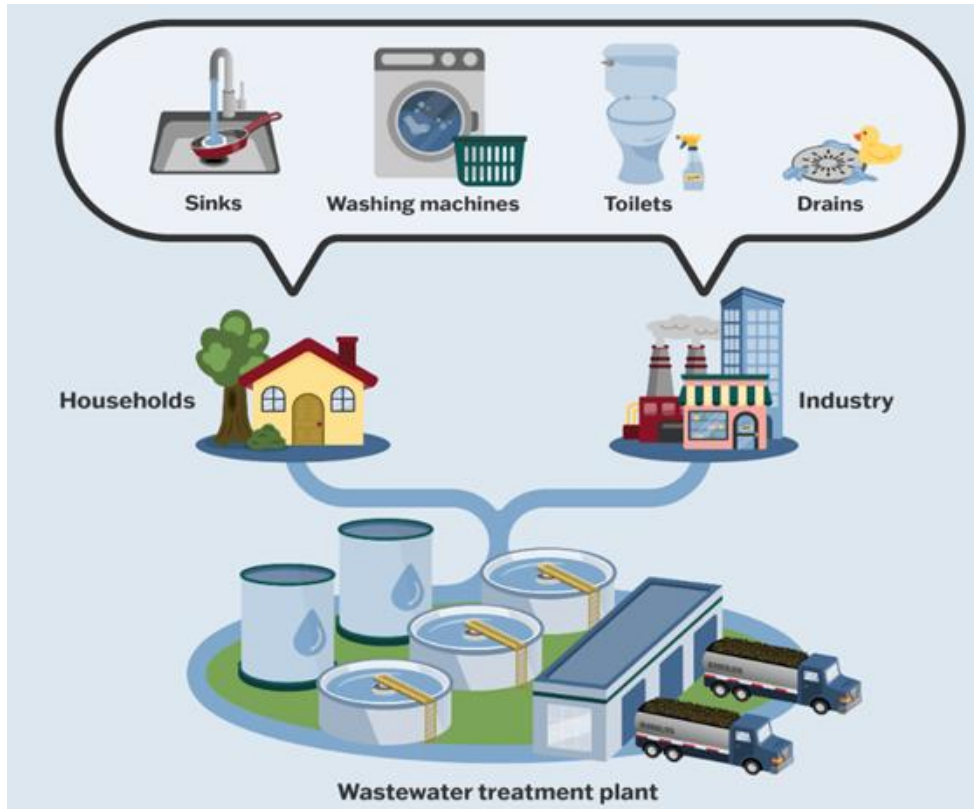 Sinks
Washing machines
Toilets
Drains
Households
Industry
Wastewater treatment plant